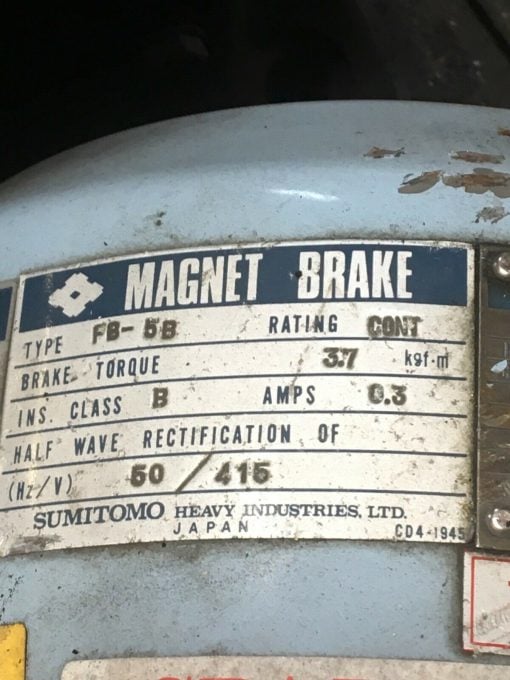 MAGNET BRAKE
TYPE FB-5B RATING CONT
BRAKE TORQUE 3.7 kgf-m
INS. CLASS B AMPS 0.3
HALF WAVE RECTIFICATION OF
(Hz/V) 50/415
SUMITOMO HEAVY INDUSTRIES, LTD.
JAPAN CD4-1945